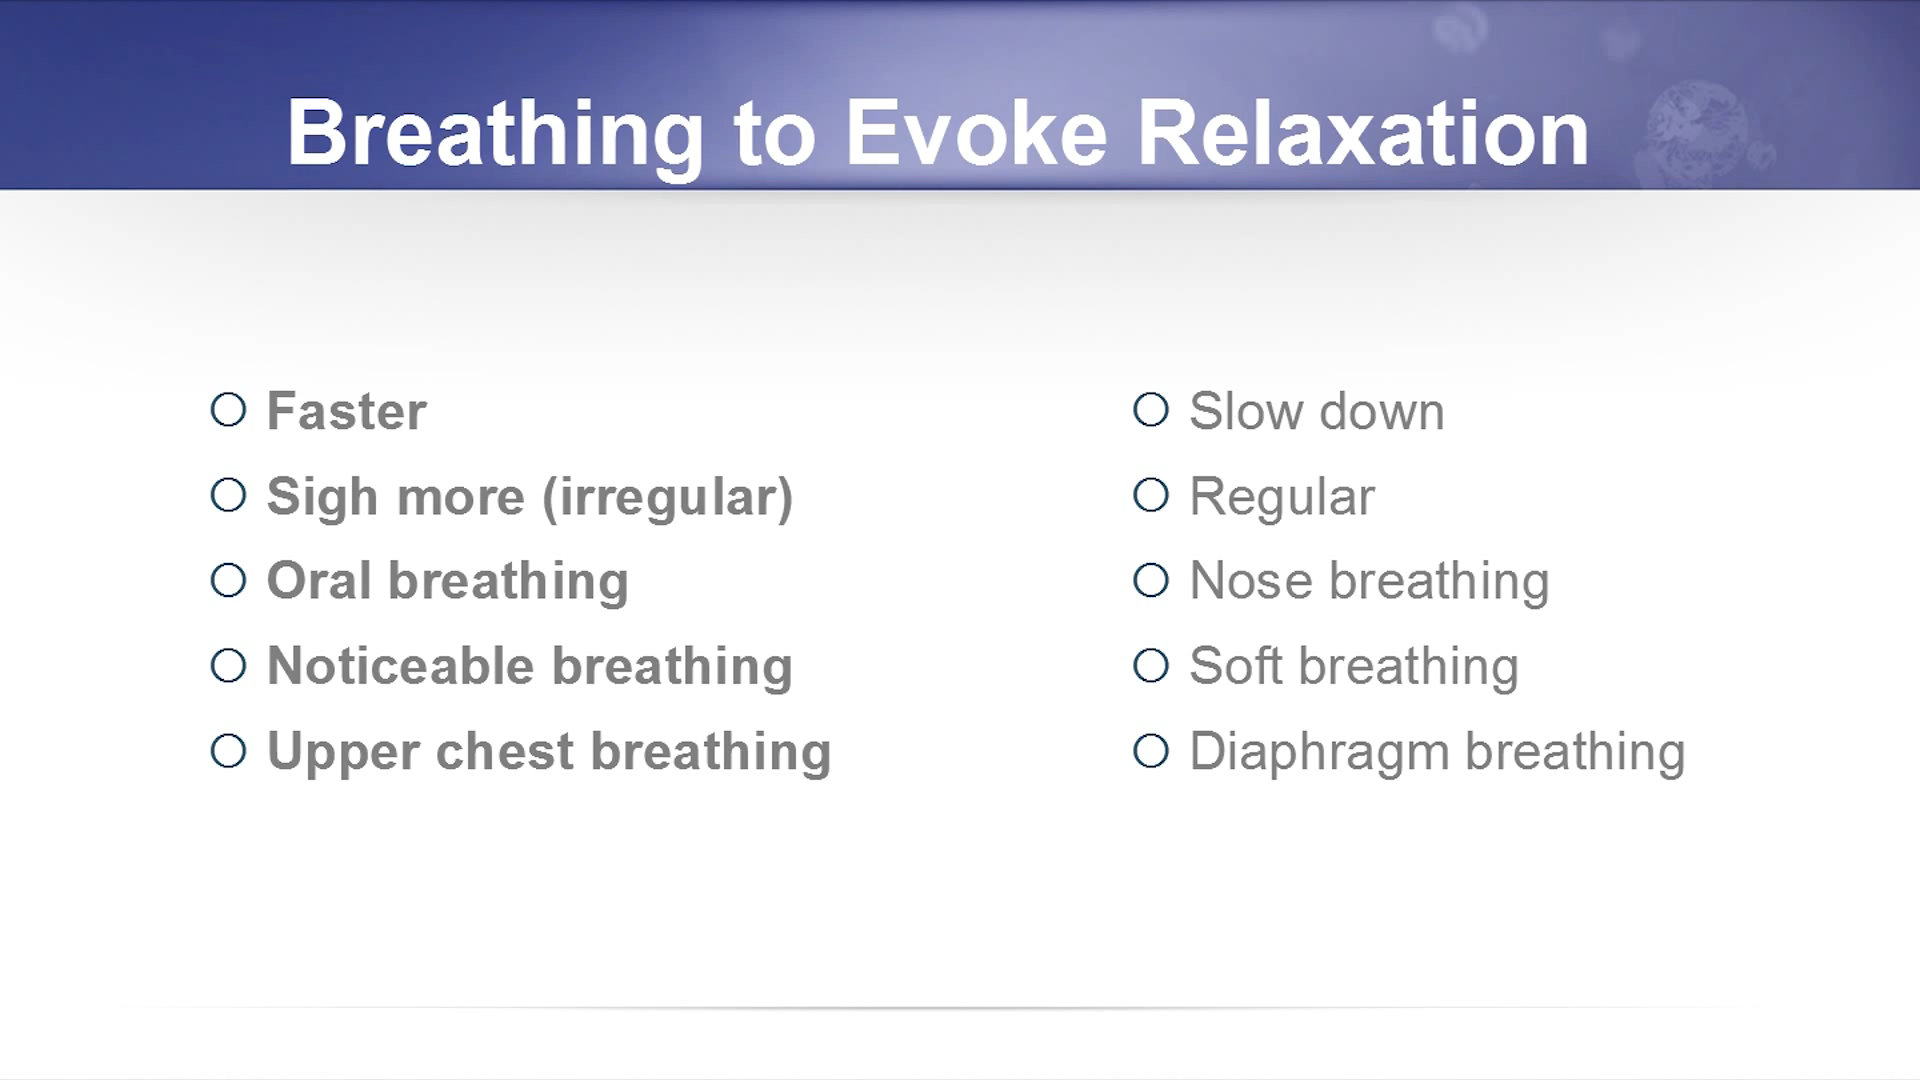 Breathing to Evoke Relaxation
Faster
Sigh more (irregular)
Oral breathing
Noticeable breathing
Upper chest breathing
Slow down
Regular
Nose breathing
Soft breathing
Diaphragm breathing